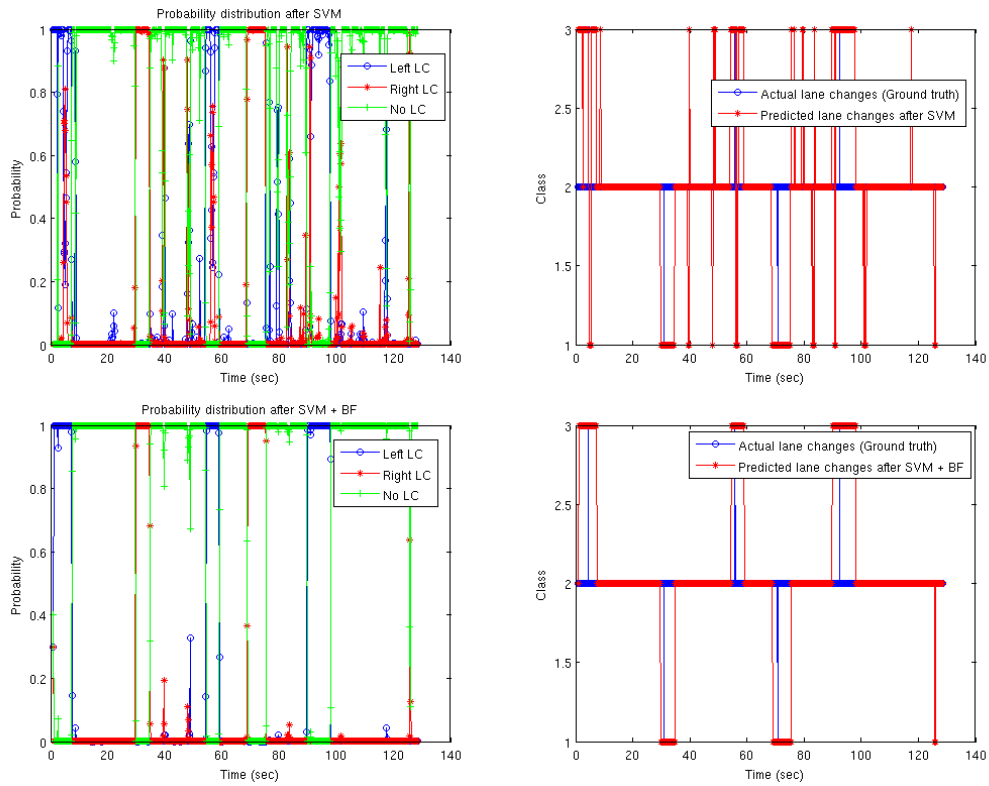 Probability distribution after SVM
1
0.8
0.6
0.4
0.2
0
Probability
0 20 40 60 80 100 120 140
Time (sec)
Left LC
Right LC
No LC
3
2.5
2
1.5
1
Class
0 20 40 60 80 100 120 140
Time (sec)
Actual lane changes (Ground truth)
Predicted lane changes after SVM
Probability distribution after SVM + BF
1
0.8
0.6
0.4
0.2
0
Probability
0 20 40 60 80 100 120 140
Time (sec)
Left LC
Right LC
No LC
3
2.5
2
1.5
1
Class
0 20 40 60 80 100 120 140
Time (sec)
Actual lane changes (Ground truth)
Predicted lane changes after SVM + BF